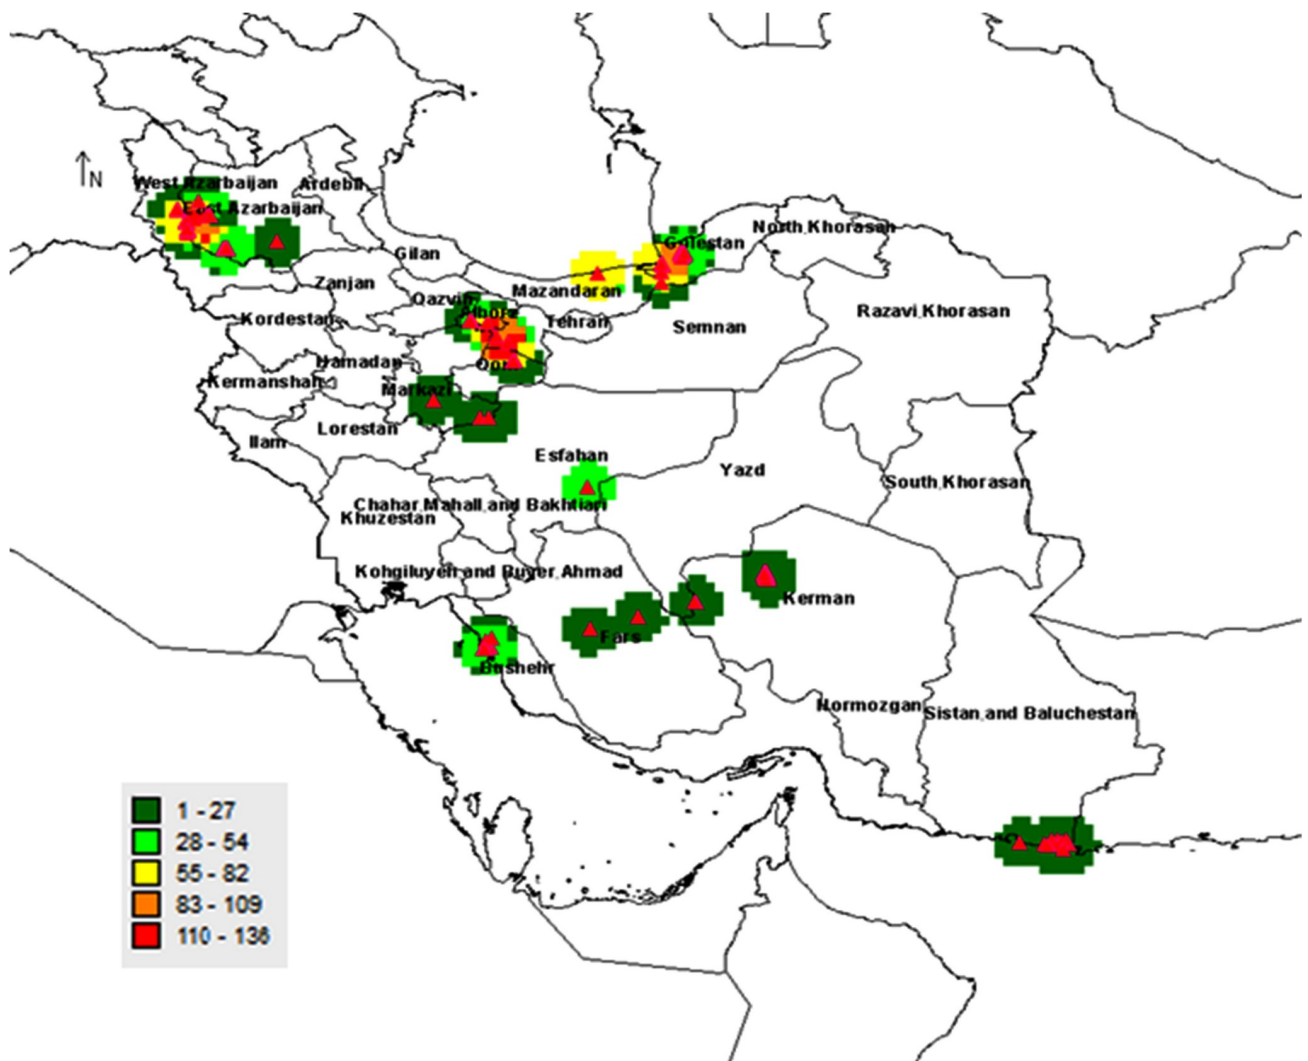 N
West Azarbaijan
Ardebil
East Azarbaijan
Gilan
Golestan
North Khorasan
Zanjan
Qazvin
Mazandaran
Alborz
Tehran
Semnan
Razavi Khorasan
Kordestan
Hamadan
Qom
Kermanshah
Markazi
Lorestan
Ilam
Esfahan
Yazd
South Khorasan
Chahar Mahall and Bakhtiari
Khuzestan
Kohgiluyeh and Buyer Ahmad
Kerman
Fars
Bushehr
Hormozgan
Sistan and Baluchestan
1 - 27
28 - 54
55 - 82
83 - 109
110 - 136